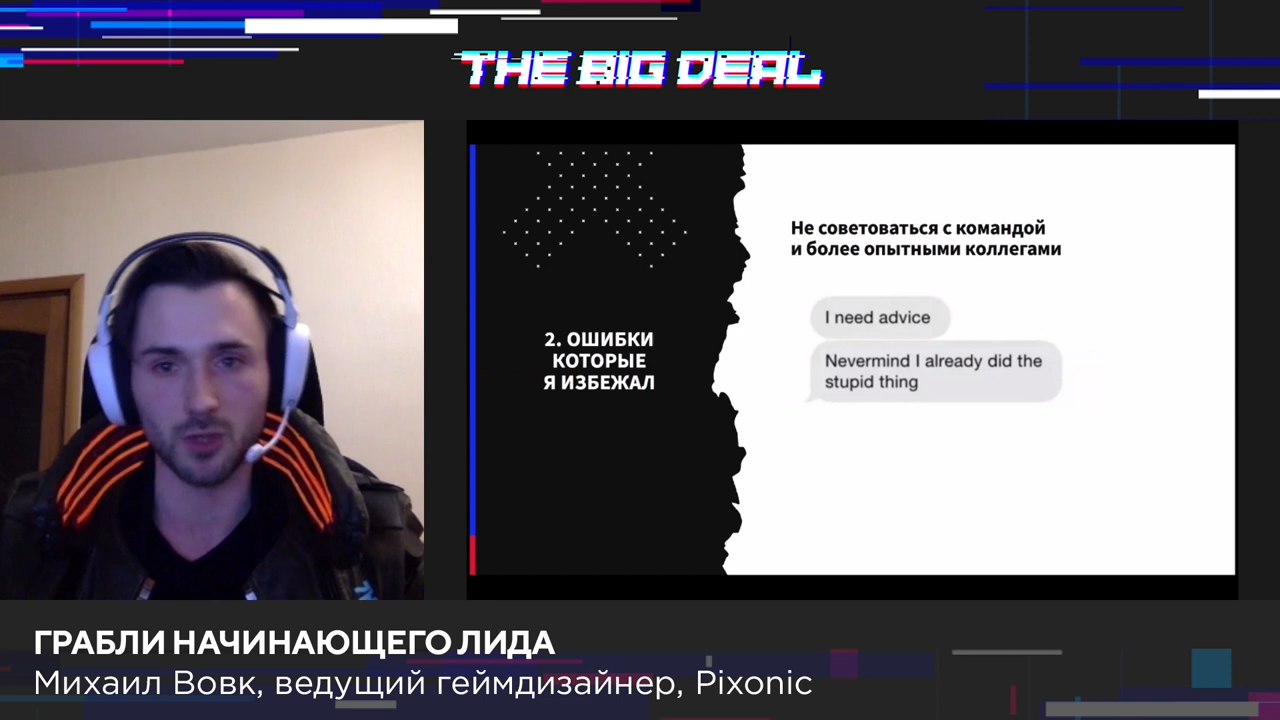 THE BIG DEAL
Не советоваться с командой
и более опытными коллегами
I need advice
Nevermind I already did the
stupid thing
2. ОШИБКИ
КОТОРЫЕ
Я ИЗБЕЖАЛ
ГРАБЛИ НАЧИНАЮЩЕГО ЛИДА
Михаил Вовк, ведущий геймдизайнер, Pixonic